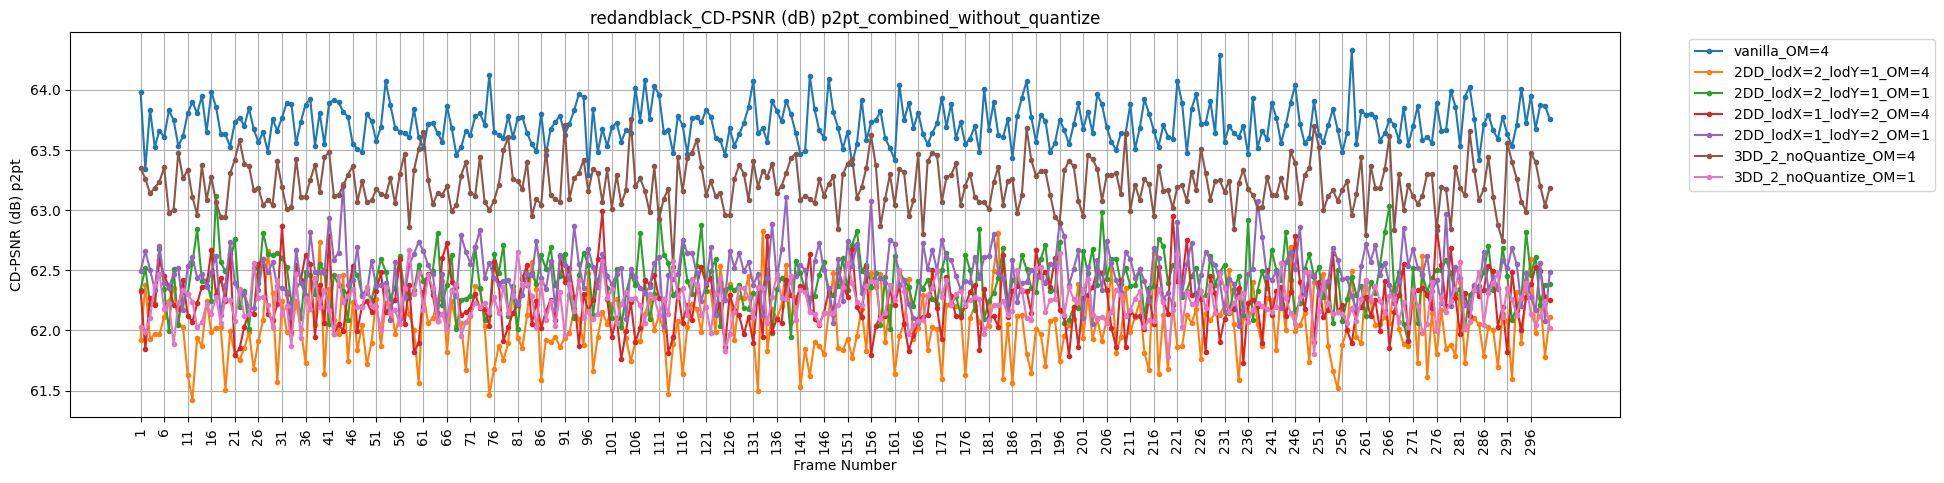 redandblack_CD-PSNR (dB) p2pt_combined_without_quantize
CD-PSNR (dB) p2pt
64.0
63.5
63.0
62.5
62.0
61.5
1 6 11 16 21 26 31 36 41 46 51 56 61 66 71 76 81 86 91 96 101 106 111 116 121 126 131 136 141 146 151 156 161 166 171 176 181 186 191 196 201 206 211 216 221 226 231 236 241 246 251 256 261 266 271 276 281 286 291 296
Frame Number
vanilla_OM=4
2DD_lodX=2_lodY=1_OM=4
2DD_lodX=2_lodY=1_OM=1
2DD_lodX=1_lodY=2_OM=4
2DD_lodX=1_lodY=2_OM=1
3DD_2_noQuantize_OM=4
3DD_2_noQuantize_OM=1